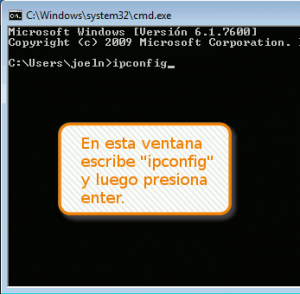 C:\Windows\system32\cmd.exe
Microsoft Windows [Versión 6.1.7600]
Copyright (c) 2009 Microsoft Corporation.
C:\Users\joeln>ipconfig_
En esta ventana
escribe "ipconfig"
y luego presiona
enter.